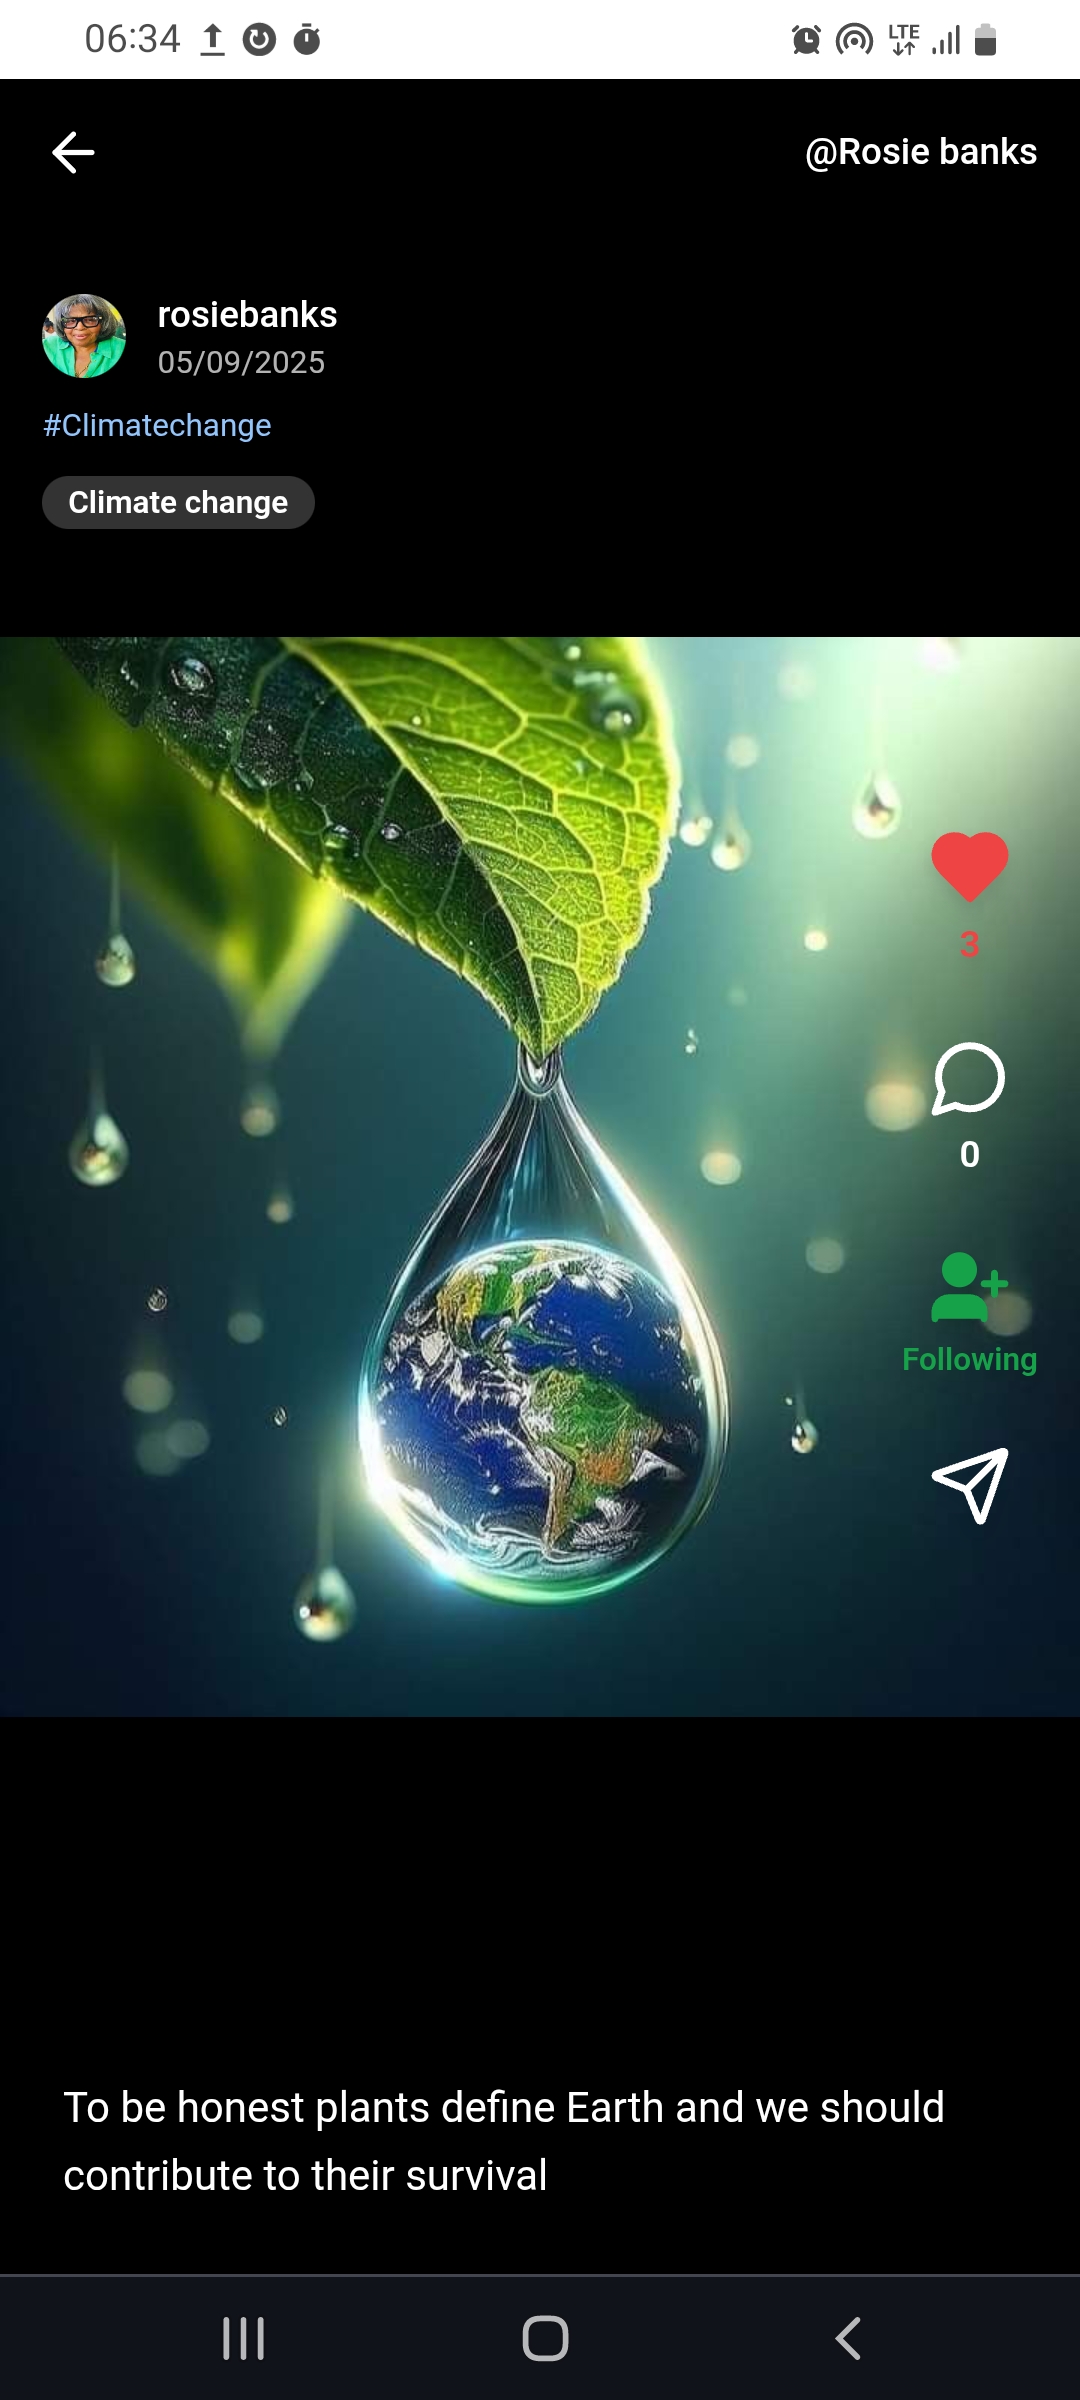 06:34
LTE
@Rosie banks
rosiebanks
05/09/2025
#Climatechange
Climate change
3
0
Following
To be honest plants define Earth and we should
contribute to their survival